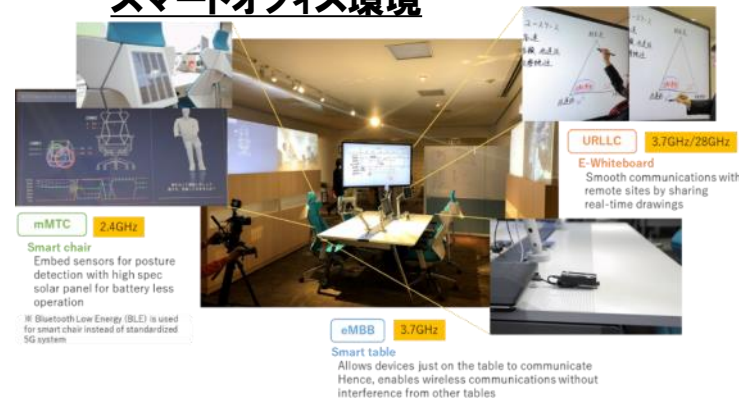 スマートオフィス環境
URLLC
3.7GHz/28GHz
E-Whiteboard
Smooth communications with
remote sites by sharing
real-time drawings
mMTC
2.4GHz
Smart chair
Embed sensors for posture
detection with high spec
solar panel for battery less
operation
※ Bluetooth Low Energy (BLE) is used
for smart chair instead of standardized
5G system
eMBB
3.7GHz
Smart table
Allows devices just on the table to communicate
Hence, enables wireless communications without
interference from other tables